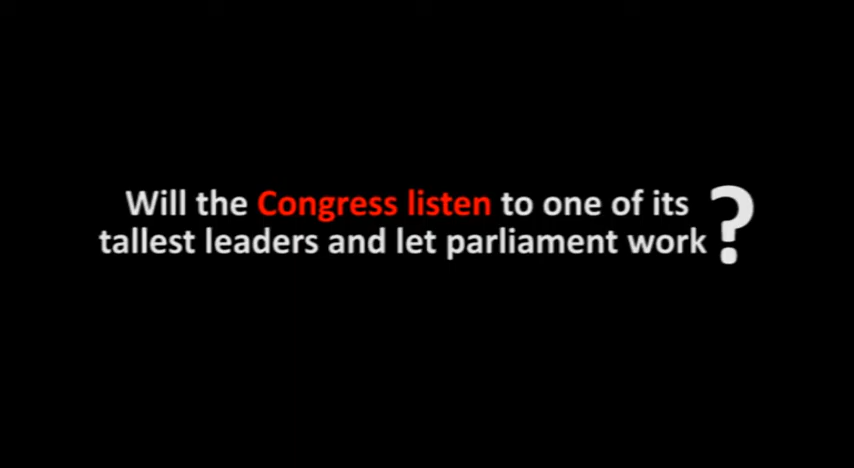 Will the Congress listen to one of its
tallest leaders and let parliament work?